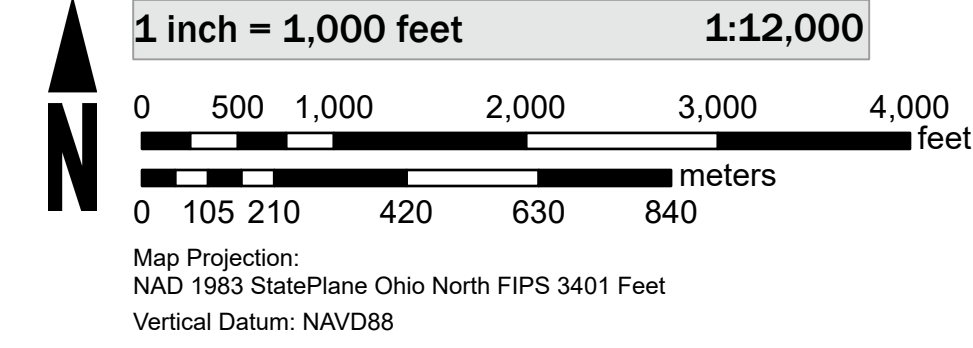 1 inch = 1,000 feet 1:12,000
0 500 1,000 2,000 3,000 4,000
feet
N
meters
0 105 210 420 630 840
Map Projection:
NAD 1983 StatePlane Ohio North FIPS 3401 Feet
Vertical Datum: NAVD88